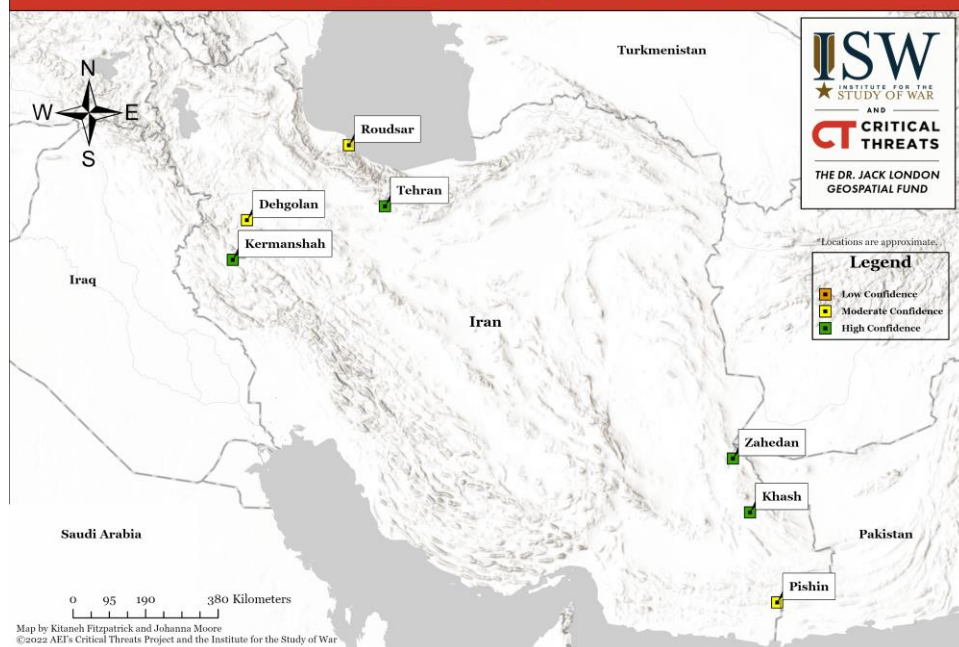 Turkmenistan
ISW
INSTITUTE FOR THE
STUDY OF WAR
AND
CT CRITICAL
THREATS
THE DR. JACK LONDON
GEOSPATIAL FUND
N
W E
S
Roudsar
Tehran
Dehgolan
Kermanshah
Iraq
Iran
*Locations are approximate.
Legend
Low Confidence
Moderate Confidence
High Confidence
Zahedan
Khash
Saudi Arabia
Pakistan
Pishin
0 95 190 380 Kilometers
Map by Kitaneh Fitzpatrick and Johanna Moore
©2022 AEI's Critical Threats Project and the Institute for the Study of War